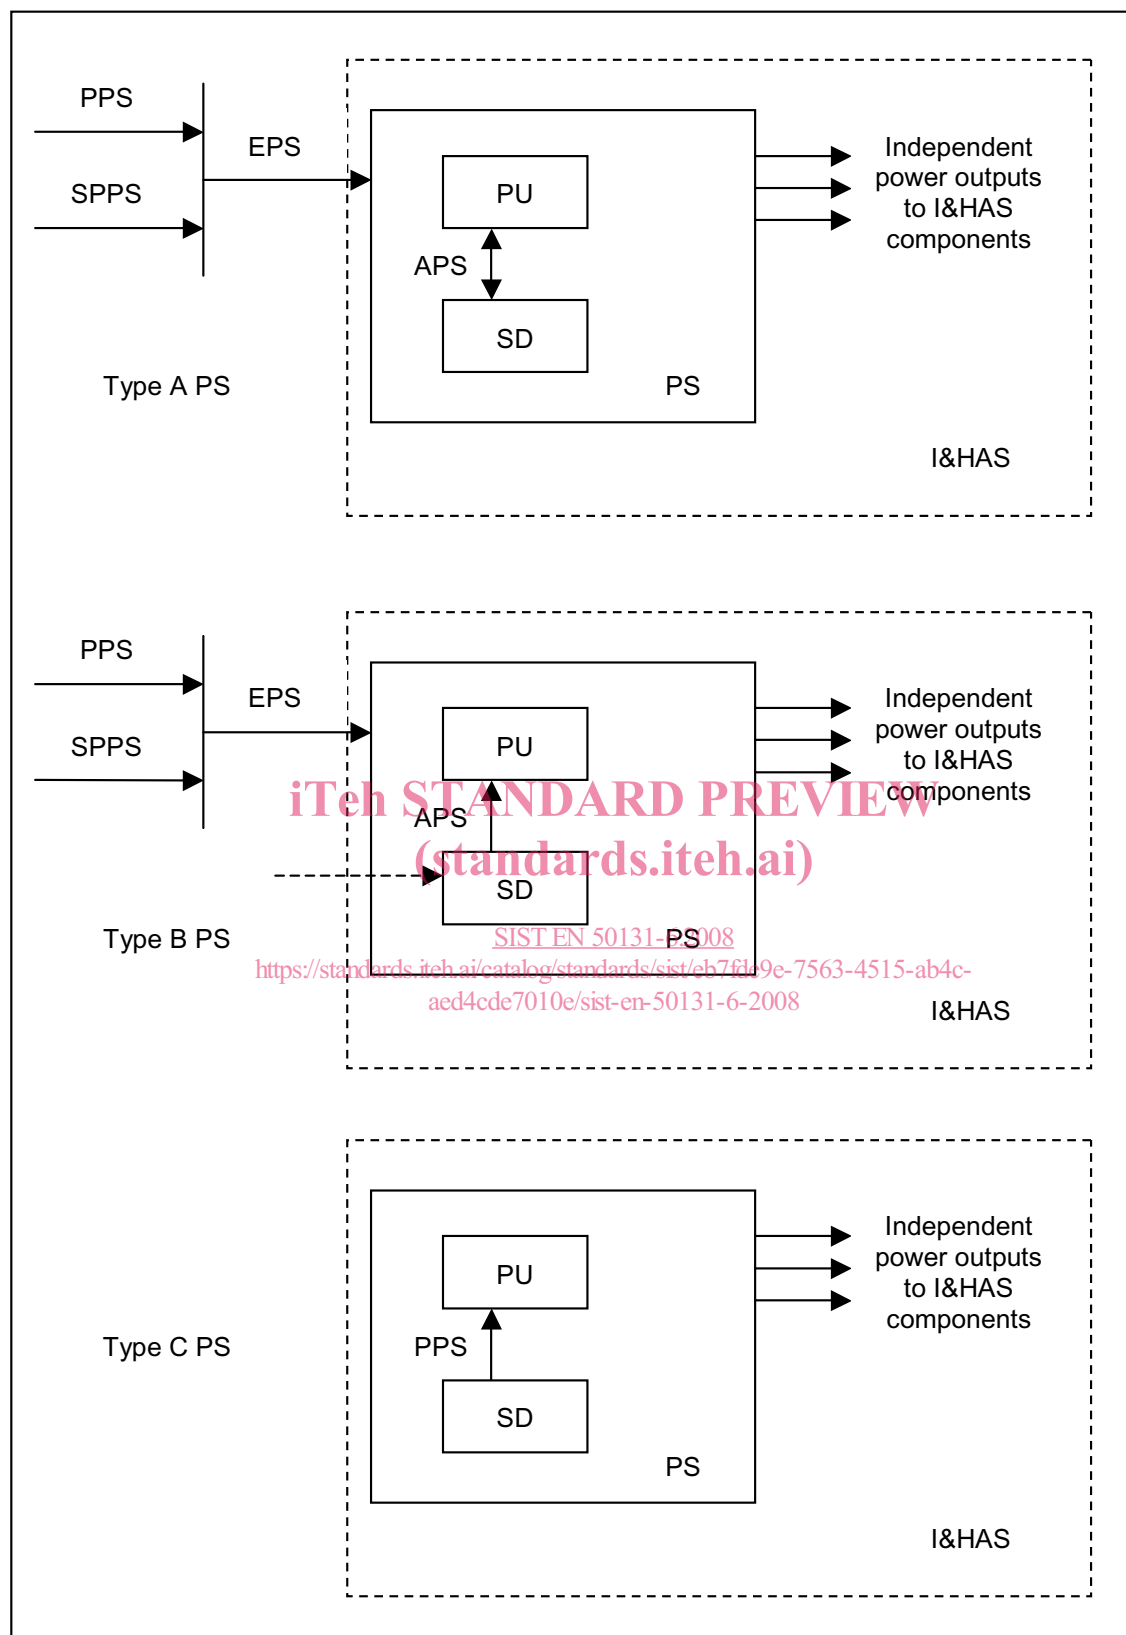 PPS
EPS
SPPS
PU
APS
SD
PS
Independent
power outputs
to I&HAS
components
Type A PS
I&HAS
PPS
EPS
SPPS
PU
APS
SD
PS
Independent
power outputs
to I&HAS
components
iTeh STANDARD PREVIEW
(standards.iteh.ai)
Type B PS
SIST EN 50131-6:2008
https://standards.iteh.ai/catalog/standards/sist/eb7fde9e-7563-4515-ab4c-
aed4cde7010e/sist-en-50131-6-2008
I&HAS
PU
PPS
SD
PS
Independent
power outputs
to I&HAS
components
Type C PS
I&HAS